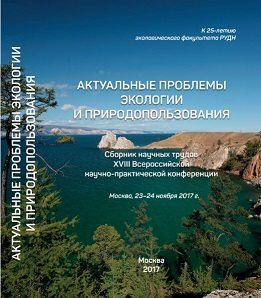 К 25-летию
экологического факультета РУДН
АКТУАЛЬНЫЕ ПРОБЛЕМЫ
ЭКОЛОГИИ
И ПРИРОДОПОЛЬЗОВАНИЯ
Сборник научных трудов
XVIII Всероссийской
научно-практической конференции
Москва, 23–24 ноября 2017 г.
Москва
2017
АКТУАЛЬНЫЕ ПРОБЛЕМЫ ЭКОЛОГИИ
И ПРИРОДОПОЛЬЗОВАНИЯ